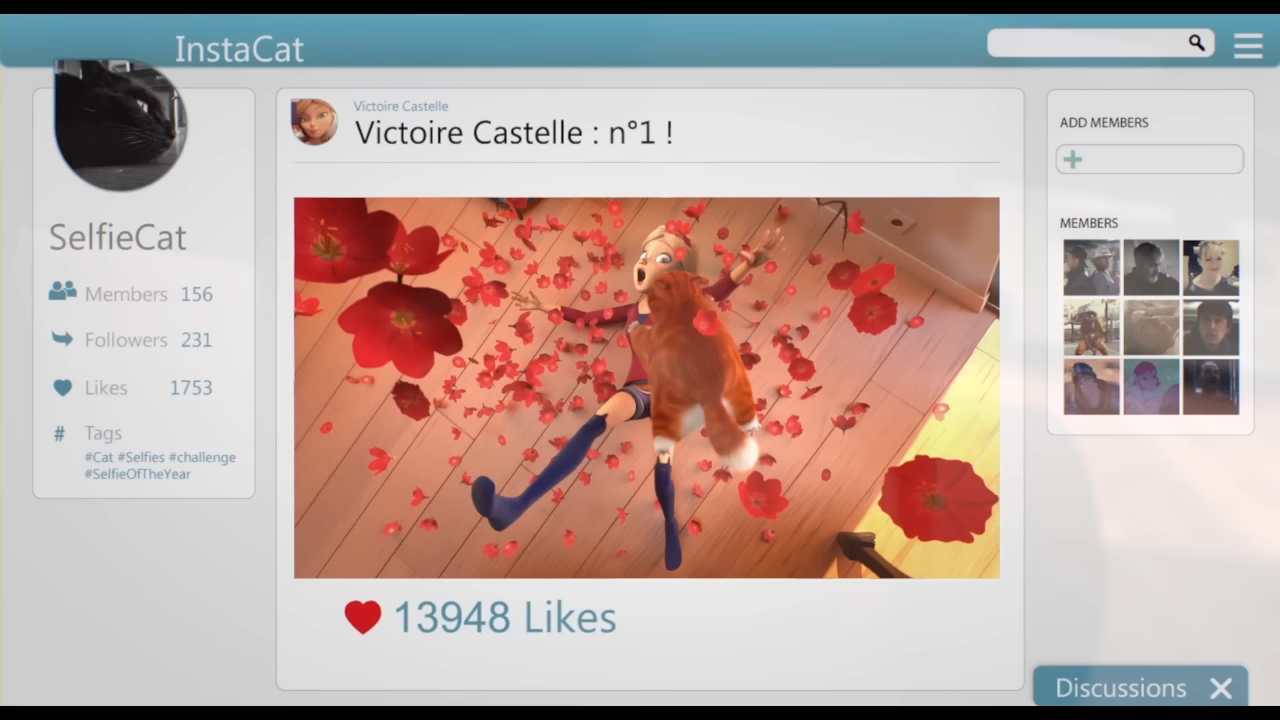 InstaCat
SelfieCat
Members 156
Followers 231
Likes 1753
# Tags
#Cat #Selfies #challenge
#SelfieOfTheYear
Victoire Castelle
Victoire Castelle : n°1 !
13948 Likes
ADD MEMBERS
MEMBERS
Discussions